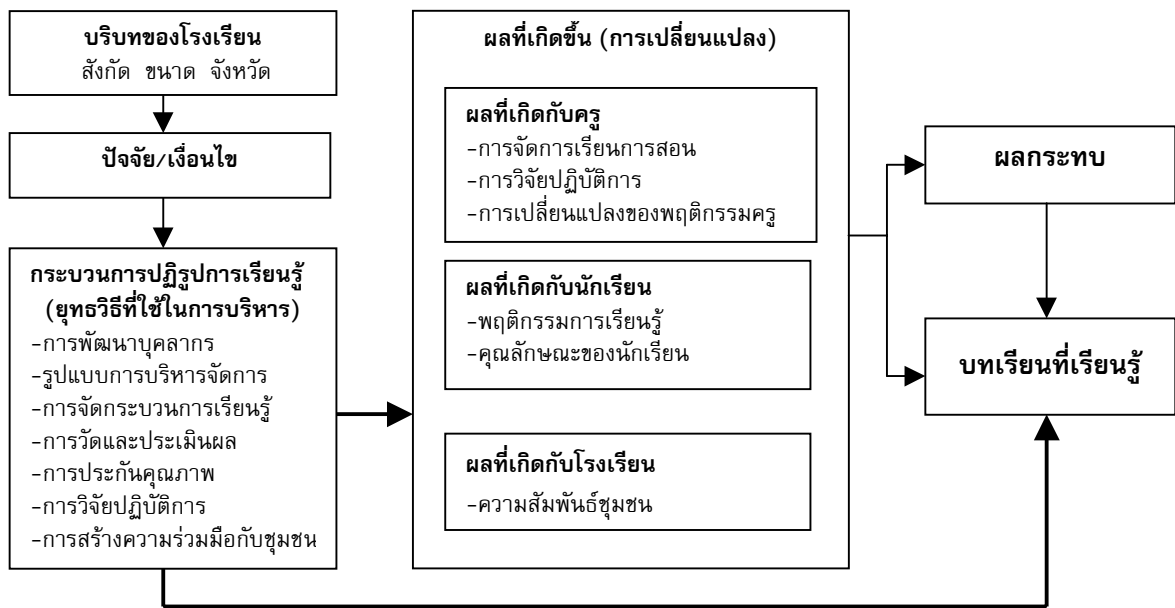 บริบทของโรงเรียน
สังกัด ขนาด จังหวัด
ปัจจัย/เงื่อนไข
กระบวนการปฏิรูปการเรียนรู้
(ยุทธวิธีที่ใช้ในการบริหาร)
-การพัฒนาบุคลากร
-รูปแบบการบริหารจัดการ
-การจัดกระบวนการเรียนรู้
-การวัดและประเมินผล
-การประกันคุณภาพ
-การวิจัยปฏิบัติการ
-การสร้างความร่วมมือกับชุมชน
ผลที่เกิดขึ้น (การเปลี่ยนแปลง)
ผลที่เกิดกับครู
-การจัดการเรียนการสอน
-การวิจัยปฏิบัติการ
-การเปลี่ยนแปลงของพฤติกรรมครู
ผลที่เกิดกับนักเรียน
-พฤติกรรมการเรียนรู้
-คุณลักษณะของนักเรียน
ผลที่เกิดกับโรงเรียน
-ความสัมพันธ์ชุมชน
ผลกระทบ
บทเรียนที่เรียนรู้